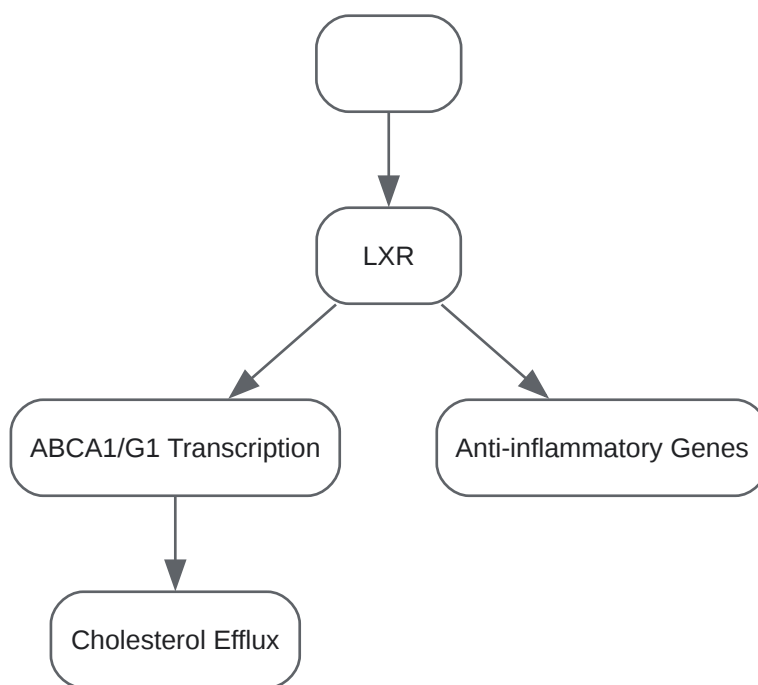 LXR
ABCA1/G1 Transcription
Anti-inflammatory Genes
Cholesterol Efflux